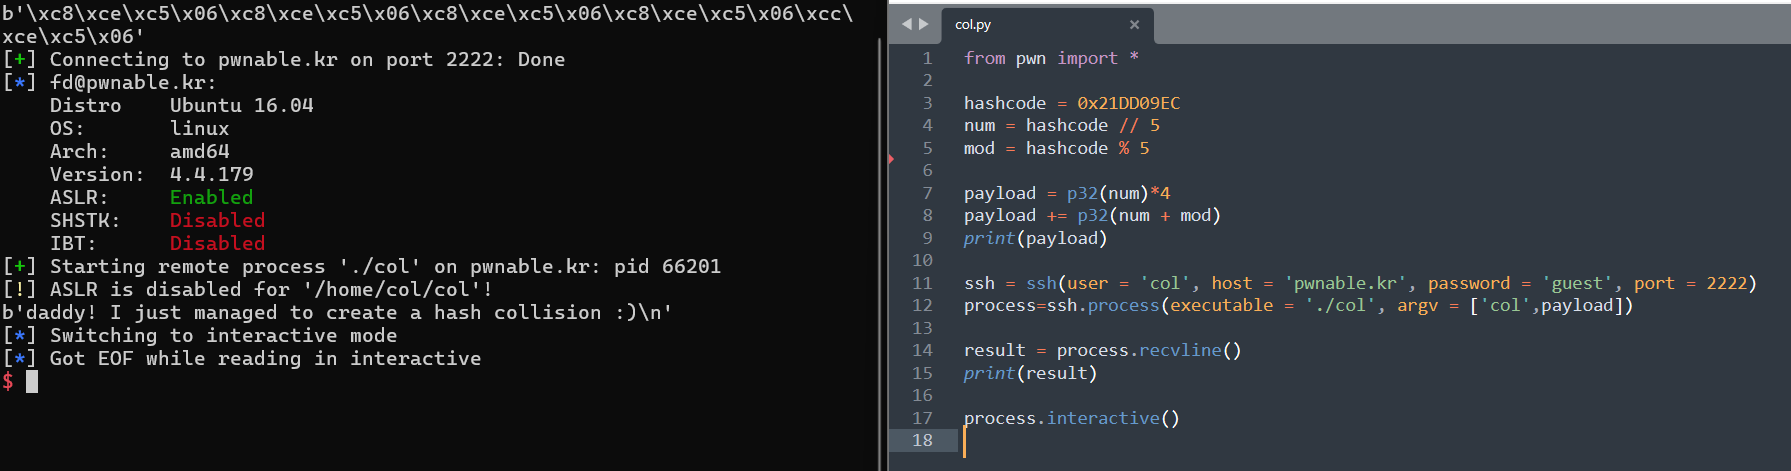 b'\xc8\xce\xc5\x06\xc8\xce\xc5\x06\xc8\xce\xc5\x06\xc8\xce\xc5\x06\xcc\
xce\xc5\x06'
[+] Connecting to pwnable.kr on port 2222: Done
[*] fd@pwnable.kr:
    Distro    Ubuntu 16.04
    OS:       linux
    Arch:     amd64
    Version:  4.4.179
    ASLR:     Enabled
    SHSTK:    Disabled
    IBT:      Disabled
[+] Starting remote process './col' on pwnable.kr: pid 66201
[!] ASLR is disabled for '/home/col/col'!
b'daddy! I just managed to create a hash collision :)\n'
[*] Switching to interactive mode
[*] Got EOF while reading in interactive
$
col.py ×
1 from pwn import *
2
3 hashcode = 0x21DD09EC
4 num = hashcode // 5
5 mod = hashcode % 5
6
7 payload = p32(num)*4
8 payload += p32(num + mod)
9 print(payload)
10
11 ssh = ssh(user = 'col', host = 'pwnable.kr', password = 'guest', port = 2222)
12 process=ssh.process(executable = './col', argv = ['col',payload])
13
14 result = process.recvline()
15 print(result)
16
17 process.interactive()
18